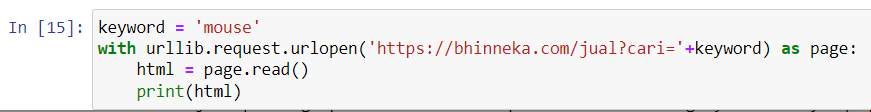 In [15]: keyword = 'mouse'
with urllib.request.urlopen('https://bhinneka.com/jual?cari='+keyword) as page:
    html = page.read()
    print(html)